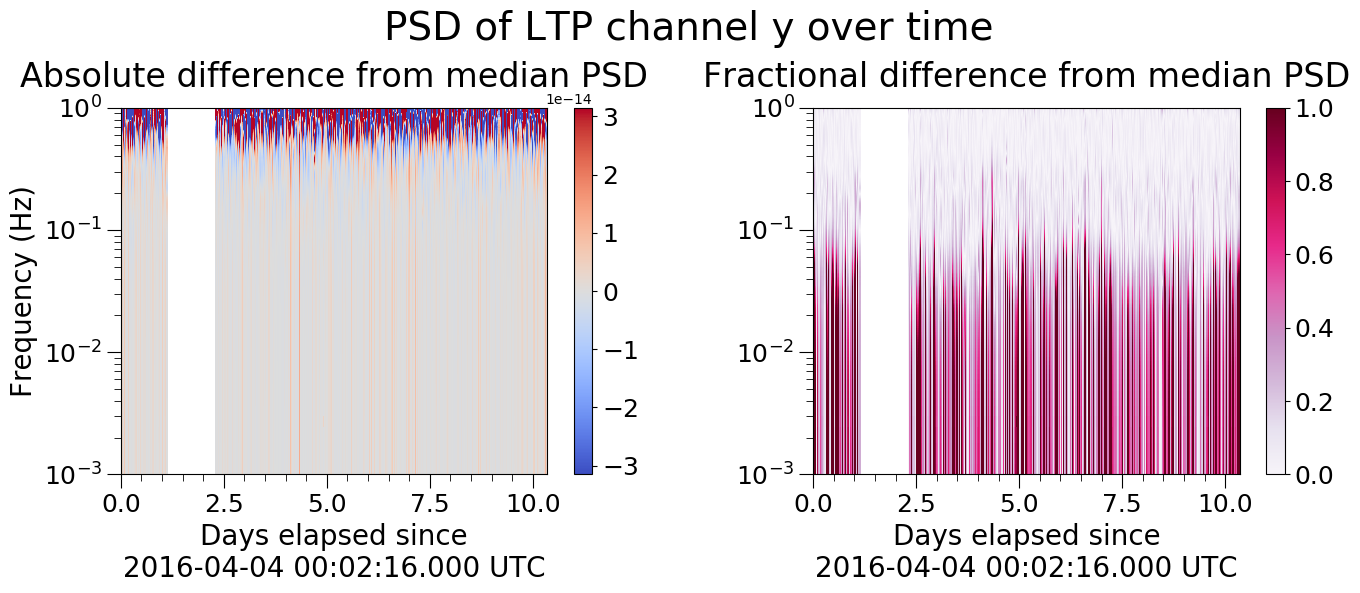 PSD of LTP channel y over time
Absolute difference from median PSD
1e−14
10⁰
10⁻¹
10⁻²
10⁻³
Frequency (Hz)
0.0 2.5 5.0 7.5 10.0
Days elapsed since
2016-04-04 00:02:16.000 UTC
3
2
1
0
−1
−2
−3
Fractional difference from median PSD
10⁰
10⁻¹
10⁻²
10⁻³
0.0 2.5 5.0 7.5 10.0
Days elapsed since
2016-04-04 00:02:16.000 UTC
1.0
0.8
0.6
0.4
0.2
0.0